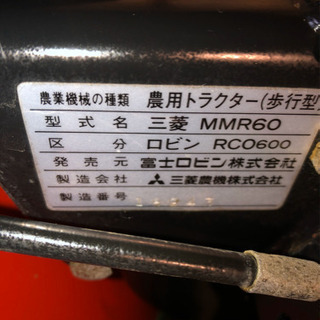 農業機械の種類 農用トラクター(歩行型)
型式名 三菱 MMR60
区分 ロビン RCO600
発売元 富士ロビン株式会社
製造会社 三菱農機株式会社
製造番号